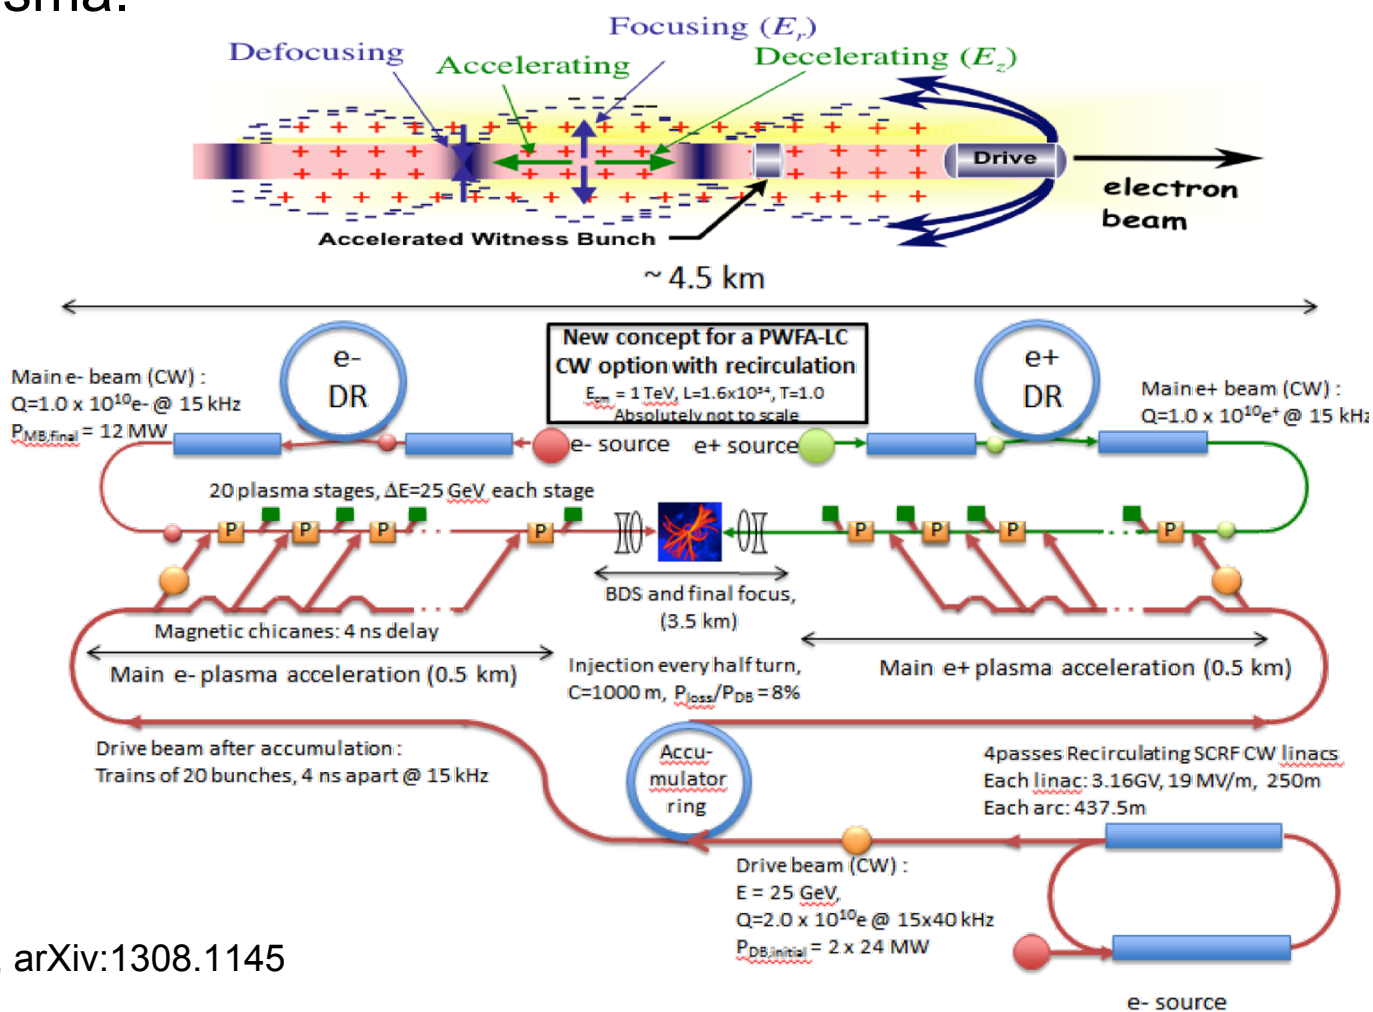 sma.
Focusing (Er)
Defocusing
Accelerating
Decelerating (Ez)
Drive
electron
beam
Accelerated Witness Bunch
~ 4.5 km
New concept for a PWFA-LC
CW option with recirculation
Ecm = 1 TeV, L=1.6x10³⁴, T=1.0
Absolutely not to scale
e-
DR
e+
DR
Main e- beam (CW) :
Q=1.0 x 10¹⁰e- @ 15 kHz
PMB,final = 12 MW
Main e+ beam (CW) :
Q=1.0 x 10¹⁰e⁺ @ 15 kHz
e- source
e+ source
20 plasma stages, ΔE=25 GeV each stage
P P P P P P P P
BDS and final focus,
(3.5 km)
Magnetic chicanes: 4 ns delay
Main e- plasma acceleration (0.5 km)
Injection every half turn,
C=1000 m, Ploss/PDB = 8%
Main e+ plasma acceleration (0.5 km)
Drive beam after accumulation :
Trains of 20 bunches, 4 ns apart @ 15 kHz
Accu-
mulator
ring
4passes Recirculating SCRF CW linacs
Each linac: 3.16GV, 19 MV/m, 250m
Each arc: 437.5m
Drive beam (CW) :
E = 25 GeV,
Q=2.0 x 10¹⁰e @ 15x40 kHz
PDB,initial = 2 x 24 MW
, arXiv:1308.1145
e- source